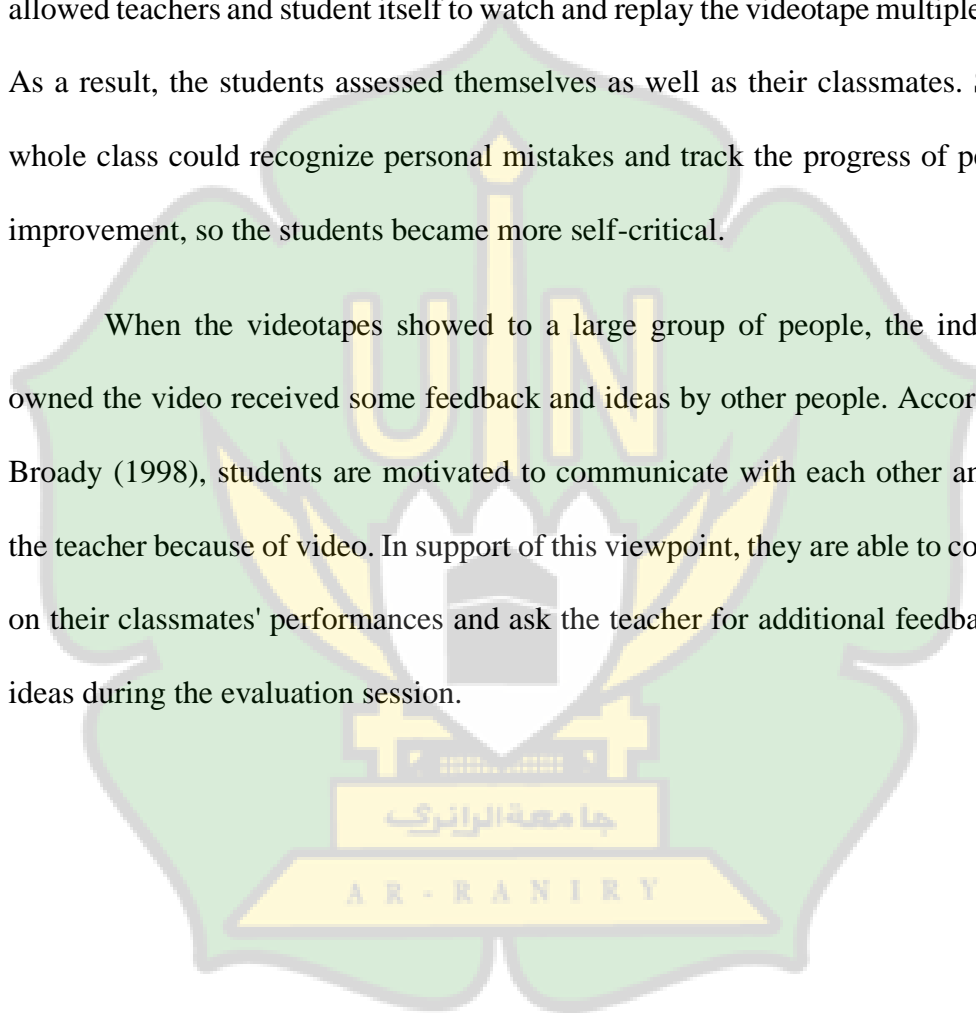 allowed teachers and student itself to watch and replay the videotape multiple
As a result, the students assessed themselves as well as their classmates.
whole class could recognize personal mistakes and track the progress of
improvement, so the students became more self-critical.
When the videotapes showed to a large group of people, the
owned the video received some feedback and ideas by other people.
Broady (1998), students are motivated to communicate with each other
the teacher because of video. In support of this viewpoint, they are able to
on their classmates' performances and ask the teacher for additional
ideas during the evaluation session.
UIN
جامعة الرانري
AR-RANIRY